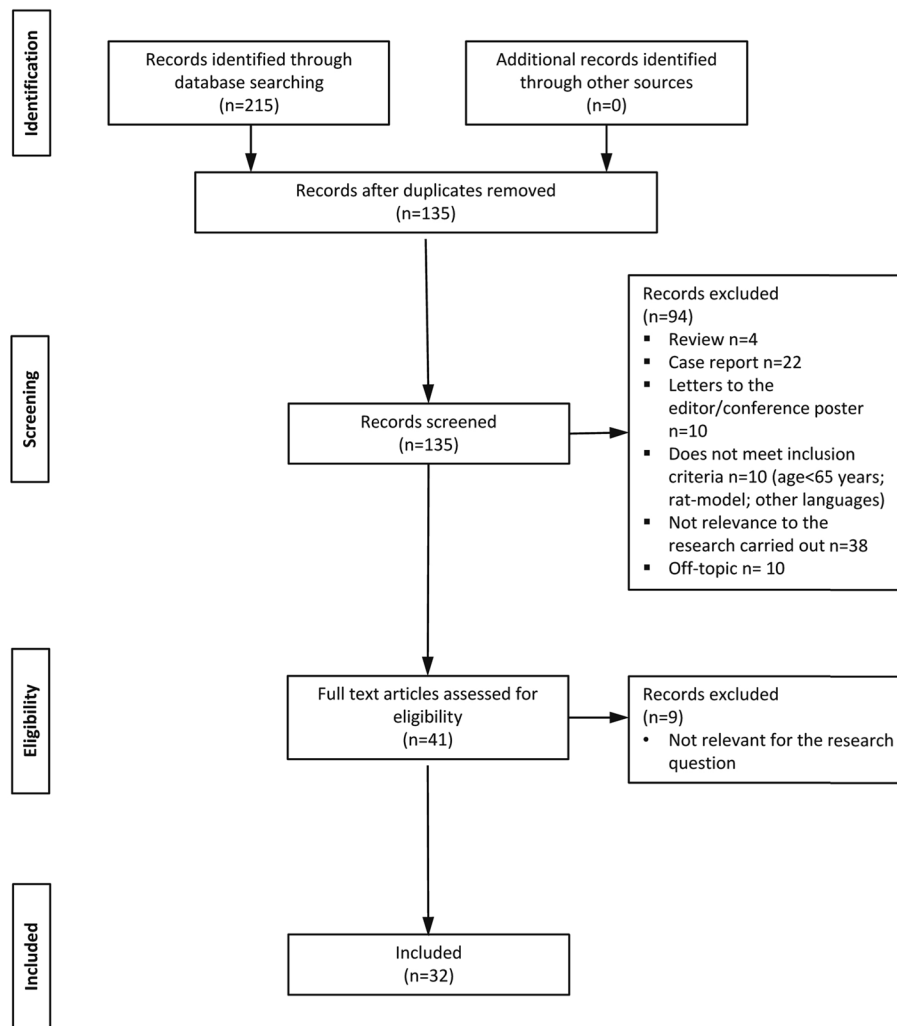 Identification
Records identified through
database searching
(n=215)
Additional records identified
through other sources
(n=0)
Records after duplicates removed
(n=135)
Screening
Records screened
(n=135)
Records excluded
(n=94)
▪ Review n=4
▪ Case report n=22
▪ Letters to the
editor/conference poster
n=10
▪ Does not meet inclusion
criteria n=10 (age<65 years;
rat-model; other languages)
▪ Not relevance to the
research carried out n=38
▪ Off-topic n= 10
Eligibility
Full text articles assessed for
eligibility
(n=41)
Records excluded
(n=9)
• Not relevant for the research
question
Included
Included
(n=32)